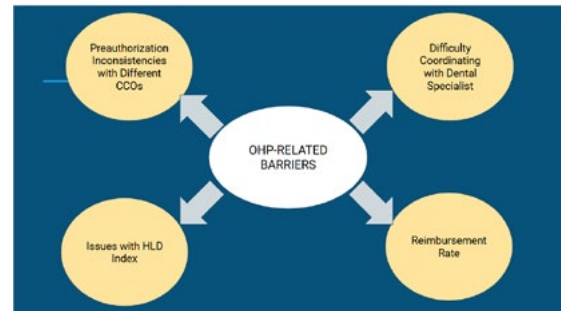 Preauthorization
Inconsistencies
with Different
CCOs
Difficulty
Coordinating
with Dental
Specialist
OHP-RELATED
BARRIERS
Issues with HLD
Index
Reimbursement
Rate